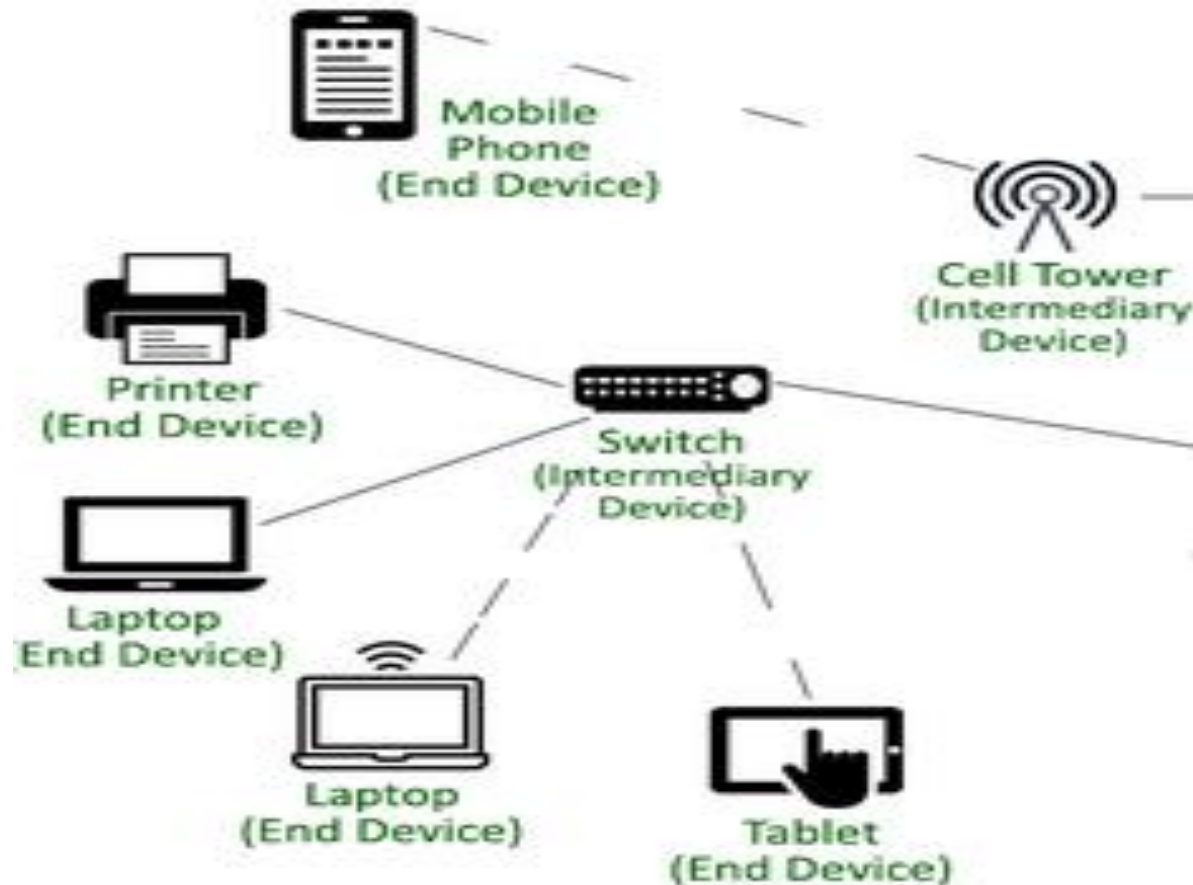 Mobile
Phone
(End Device)
Cell Tower
(Intermediary
Device)
Printer
(End Device)
Switch
(Intermediary
Device)
Laptop
(End Device)
Laptop
(End Device)
Tablet
(End Device)